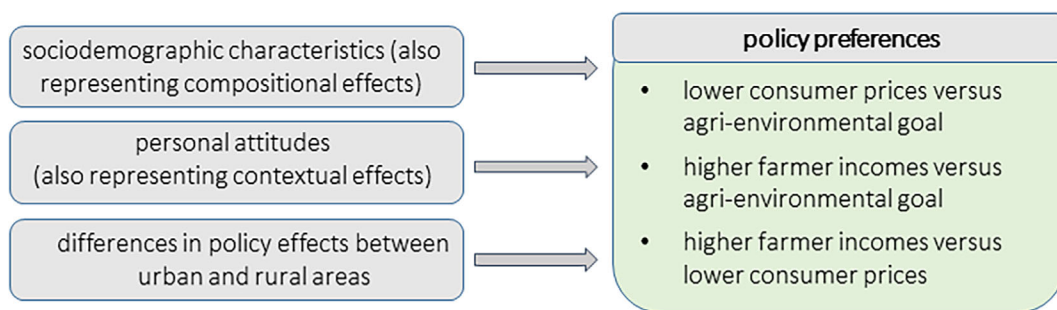 sociodemographic characteristics (also
representing compositional effects)
personal attitudes
(also representing contextual effects)
differences in policy effects between
urban and rural areas
policy preferences
• lower consumer prices versus
agri-environmental goal
• higher farmer incomes versus
agri-environmental goal
• higher farmer incomes versus
lower consumer prices